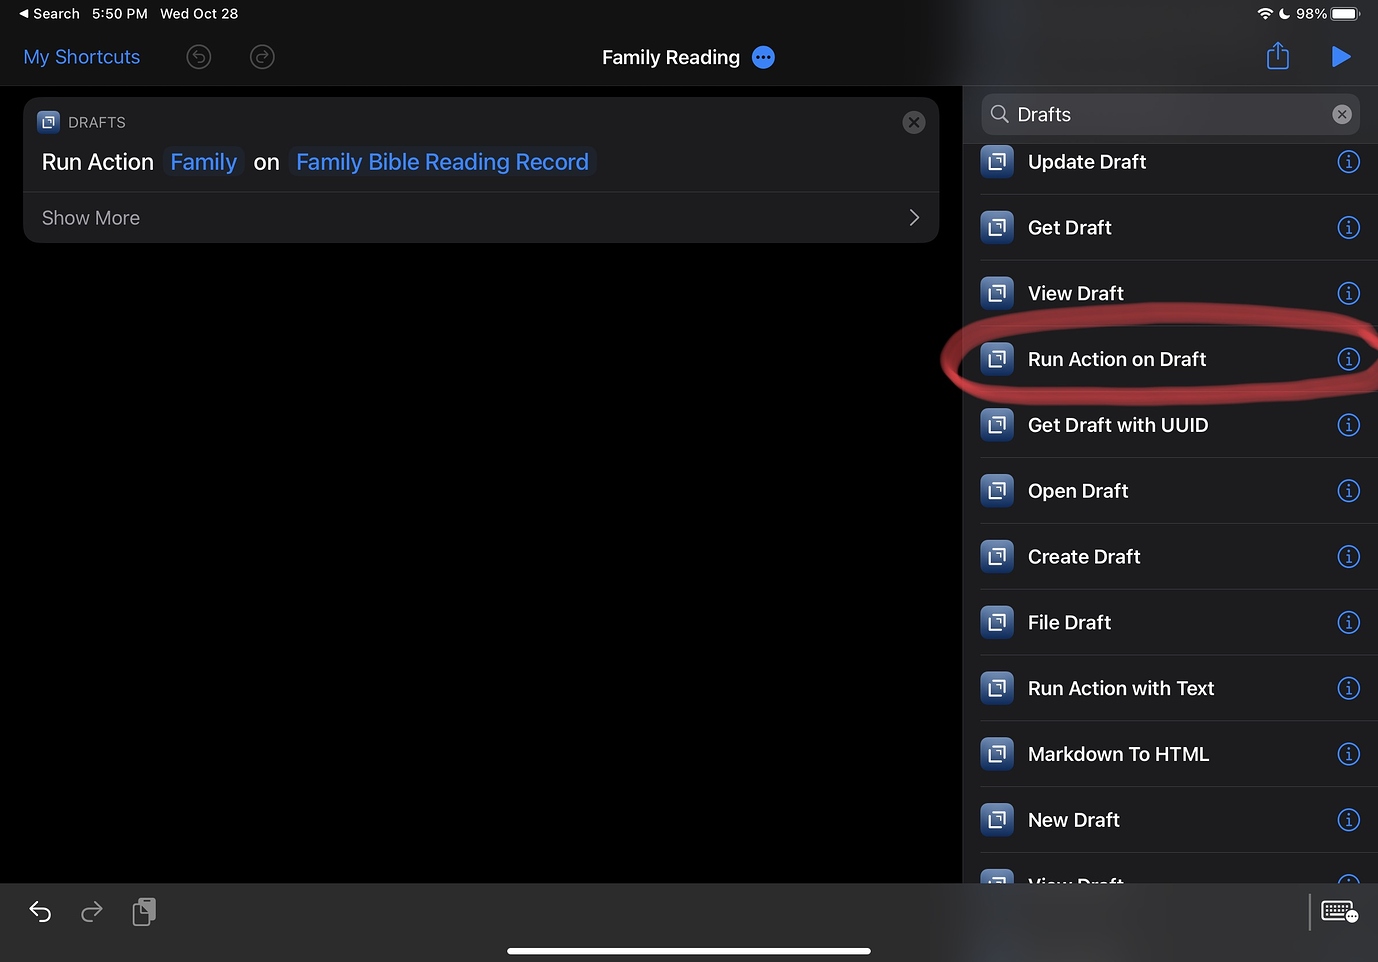 ◀ Search 5:50 PM Wed Oct 28 98%
My Shortcuts Family Reading
DRAFTS
Run Action Family on Family Bible Reading Record
Show More
Drafts
Update Draft
Get Draft
View Draft
Run Action on Draft
Get Draft with UUID
Open Draft
Create Draft
File Draft
Run Action with Text
Markdown To HTML
New Draft
View Draft